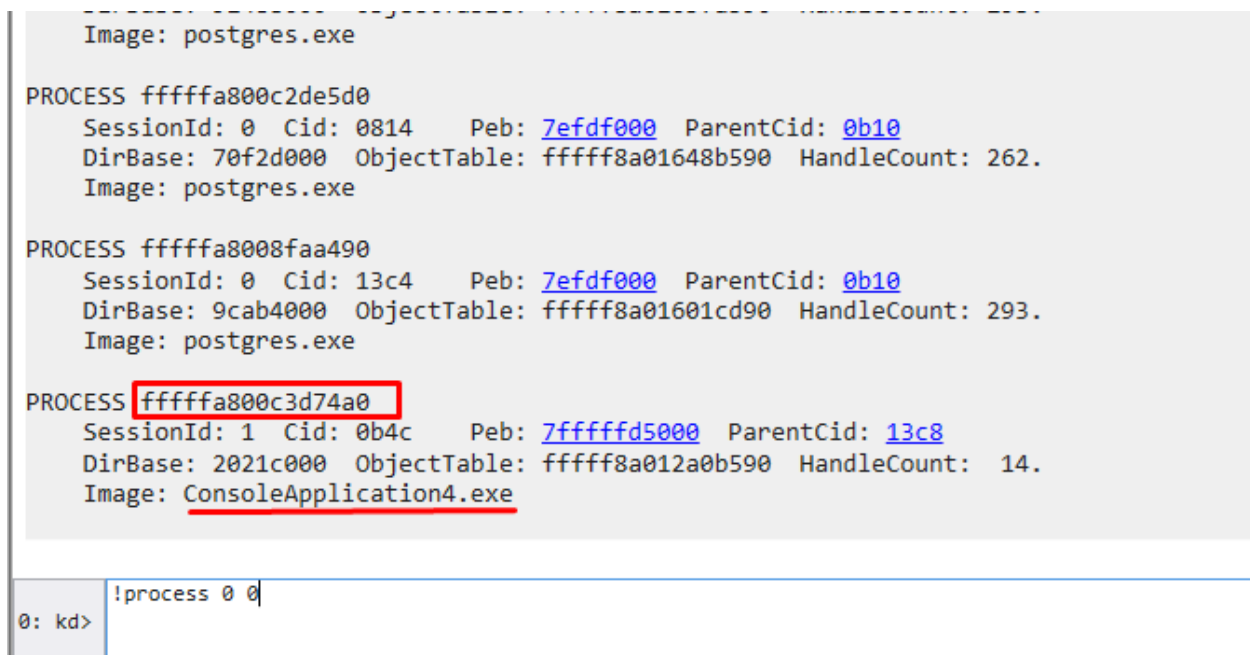 Image: postgres.exe
PROCESS fffffa800c2de5d0
SessionId: 0 Cid: 0814 Peb: 7efdf000 ParentCid: 0b10
DirBase: 70f2d000 ObjectTable: fffff8a01648b590 HandleCount: 262.
Image: postgres.exe
PROCESS fffffa8008faa490
SessionId: 0 Cid: 13c4 Peb: 7efdf000 ParentCid: 0b10
DirBase: 9cab4000 ObjectTable: fffff8a01601cd90 HandleCount: 293.
Image: postgres.exe
PROCESS fffffa800c3d74a0
SessionId: 1 Cid: 0b4c Peb: 7fffffd5000 ParentCid: 13c8
DirBase: 2021c000 ObjectTable: fffff8a012a0b590 HandleCount: 14.
Image: ConsoleApplication4.exe
!process 0 0
0: kd>